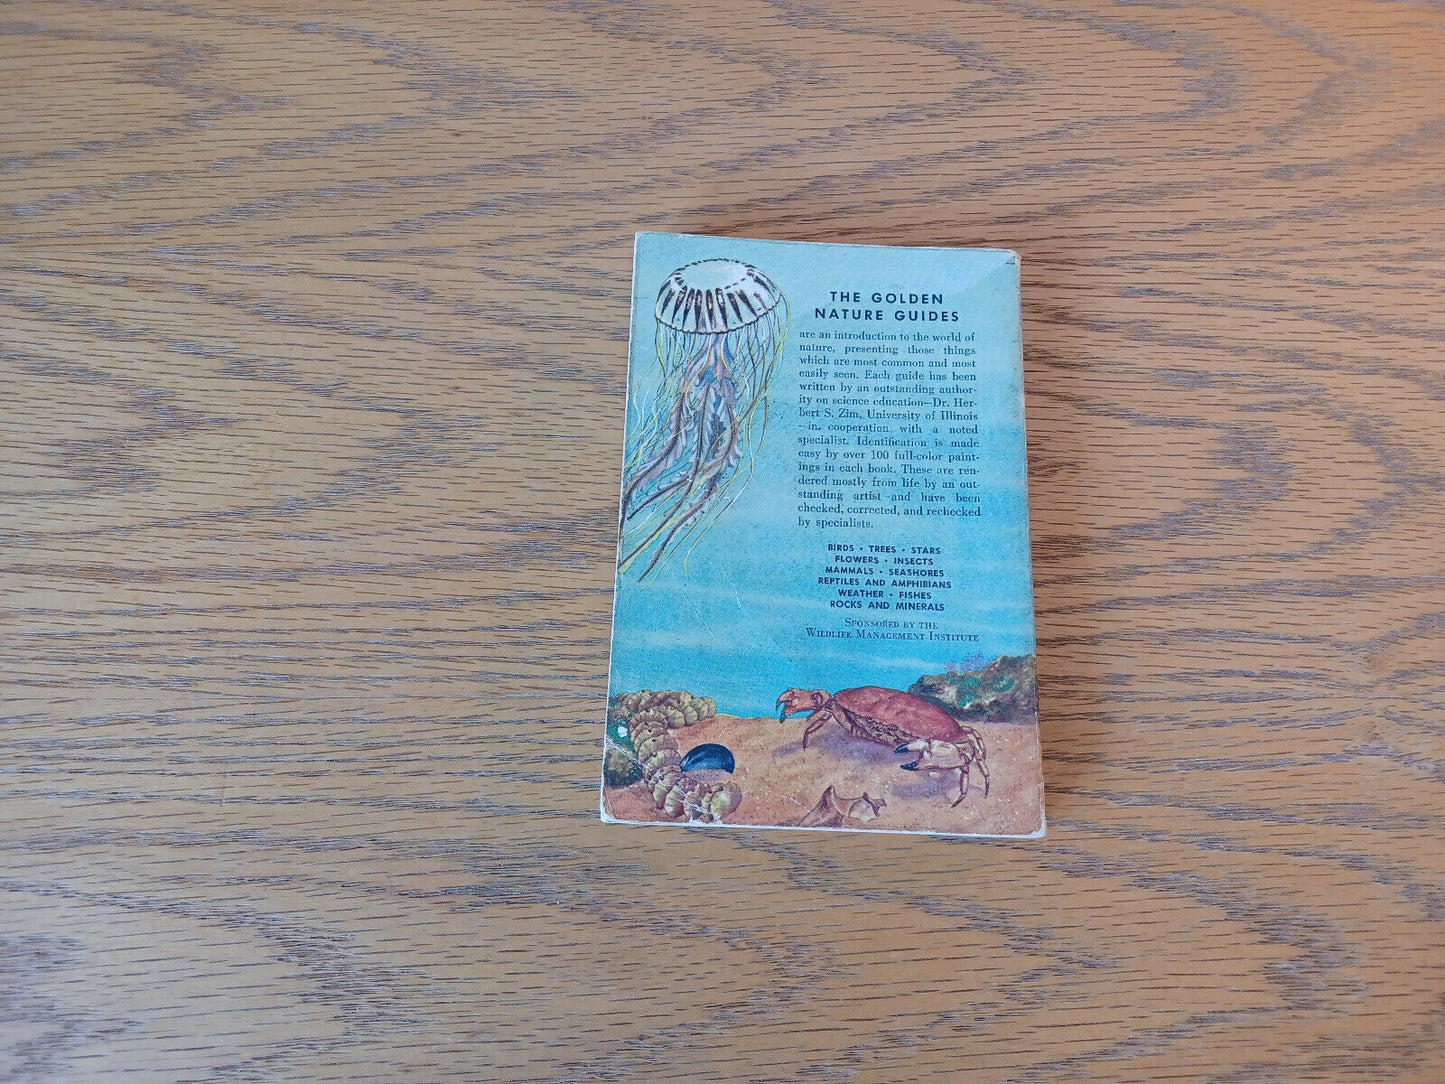 THE GOLDEN
NATURE GUIDES
are an introduction to the world of
nature, presenting those things
which are most common and most
easily seen. Each guide has been
written by an outstanding author-
ity on science education—Dr. Her-
bert S. Zim, University of Illinois
—in cooperation with a noted
specialist. Identification is made
easy by over 100 full-color paint-
ings in each book. These are ren-
dered mostly from life by an out-
standing artist and have been
checked, corrected, and rechecked
by specialists.
BIRDS • TREES • STARS
FLOWERS • INSECTS
MAMMALS • SEASHORES
REPTILES AND AMPHIBIANS
WEATHER • FISHES
ROCKS AND MINERALS
SPONSORED BY THE
WILDLIFE MANAGEMENT INSTITUTE